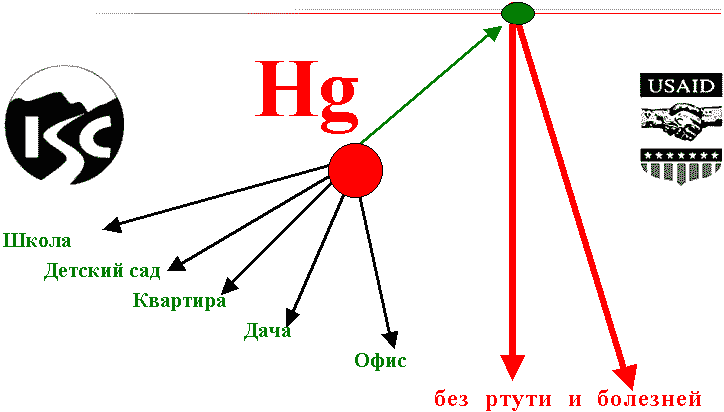 Hg
ISC
USAID
Школа
Детский сад
Квартира
Дача
Офис
без ртути и болезней